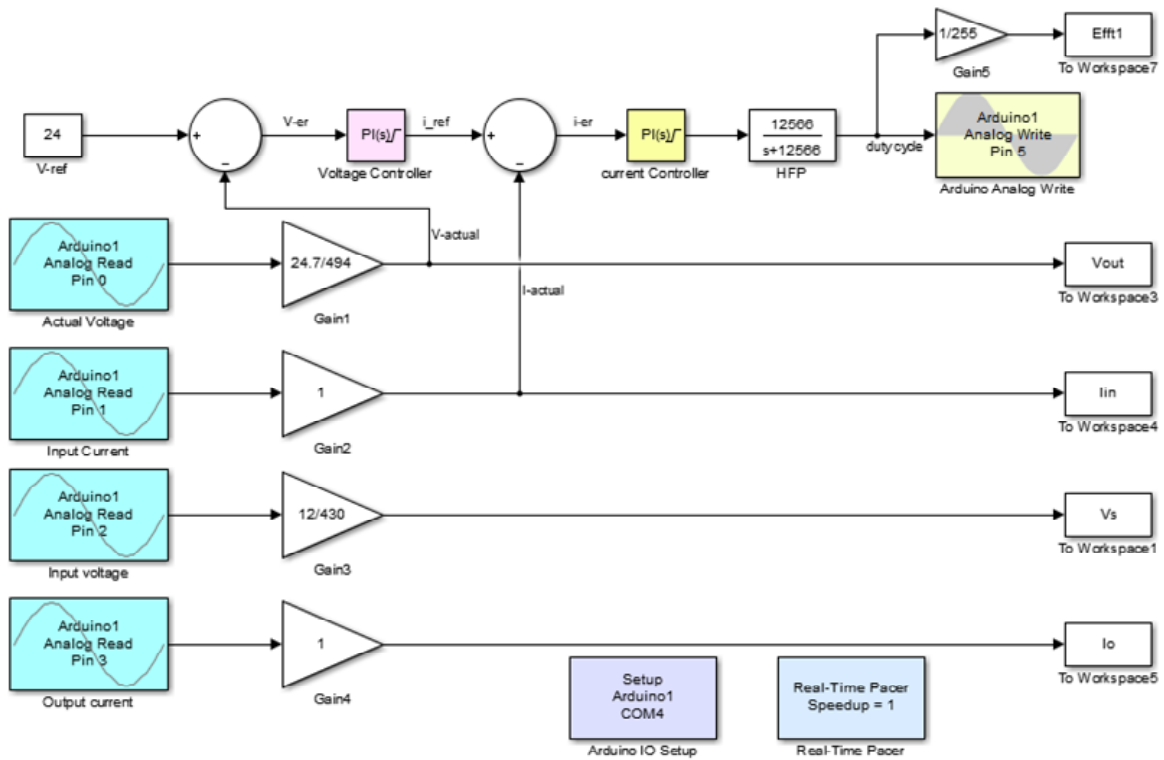 1/255
Gain5
Efft1
To Workspace7
24
V-ref
+
−
V-er
PI(s)
Voltage Controller
i_ref
+
−
i-er
PI(s)
current Controller
12566
s+12566
HFP
duty cycle
Arduino1
Analog Write
Pin 5
Arduino Analog Write
Arduino1
Analog Read
Pin 0
Actual Voltage
24.7/494
Gain1
V-actual
Vout
To Workspace3
I-actual
Arduino1
Analog Read
Pin 1
Input Current
1
Gain2
Iin
To Workspace4
Arduino1
Analog Read
Pin 2
Input voltage
12/430
Gain3
Vs
To Workspace1
Arduino1
Analog Read
Pin 3
Output current
1
Gain4
Io
To Workspace5
Setup
Arduino1
COM4
Arduino IO Setup
Real-Time Pacer
Speedup = 1
Real-Time Pacer